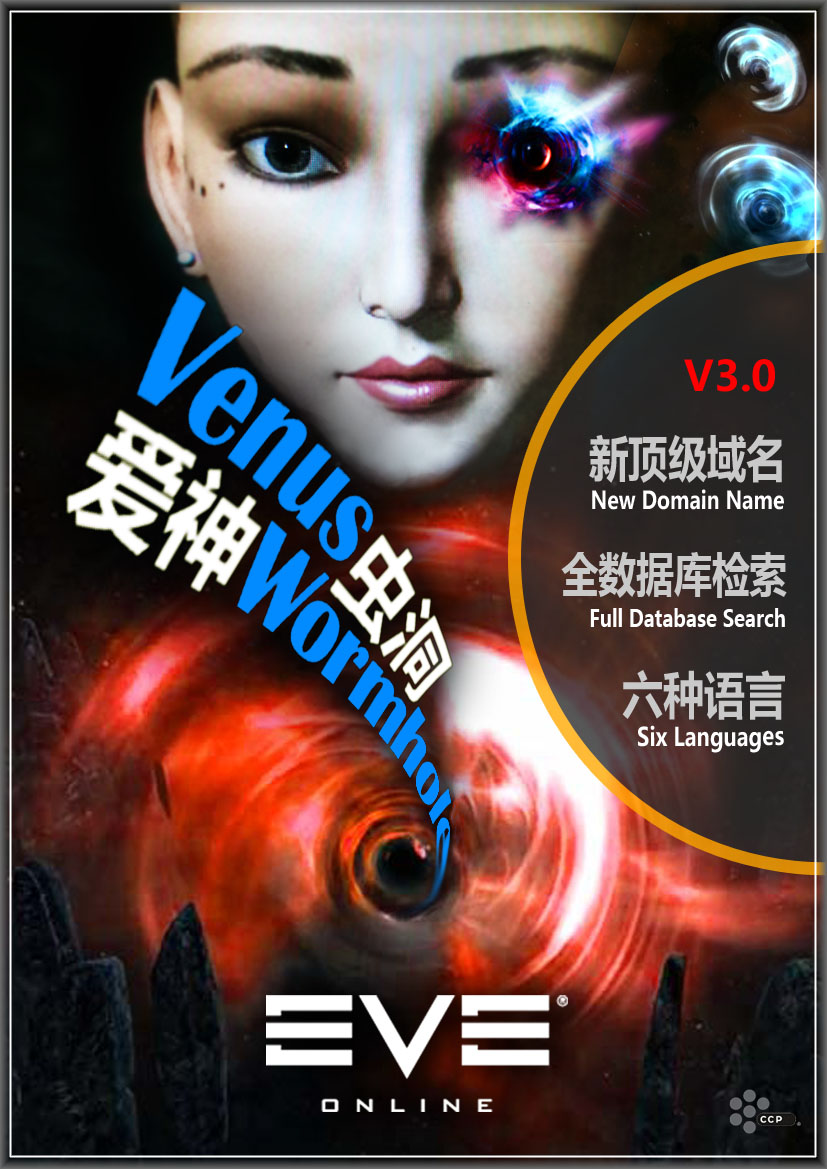 Venus
爱神
虫洞
Wormhole
V3.0
新顶级域名
New Domain Name
全数据库检索
Full Database Search
六种语言
Six Languages
EVE®
ONLINE
CCP